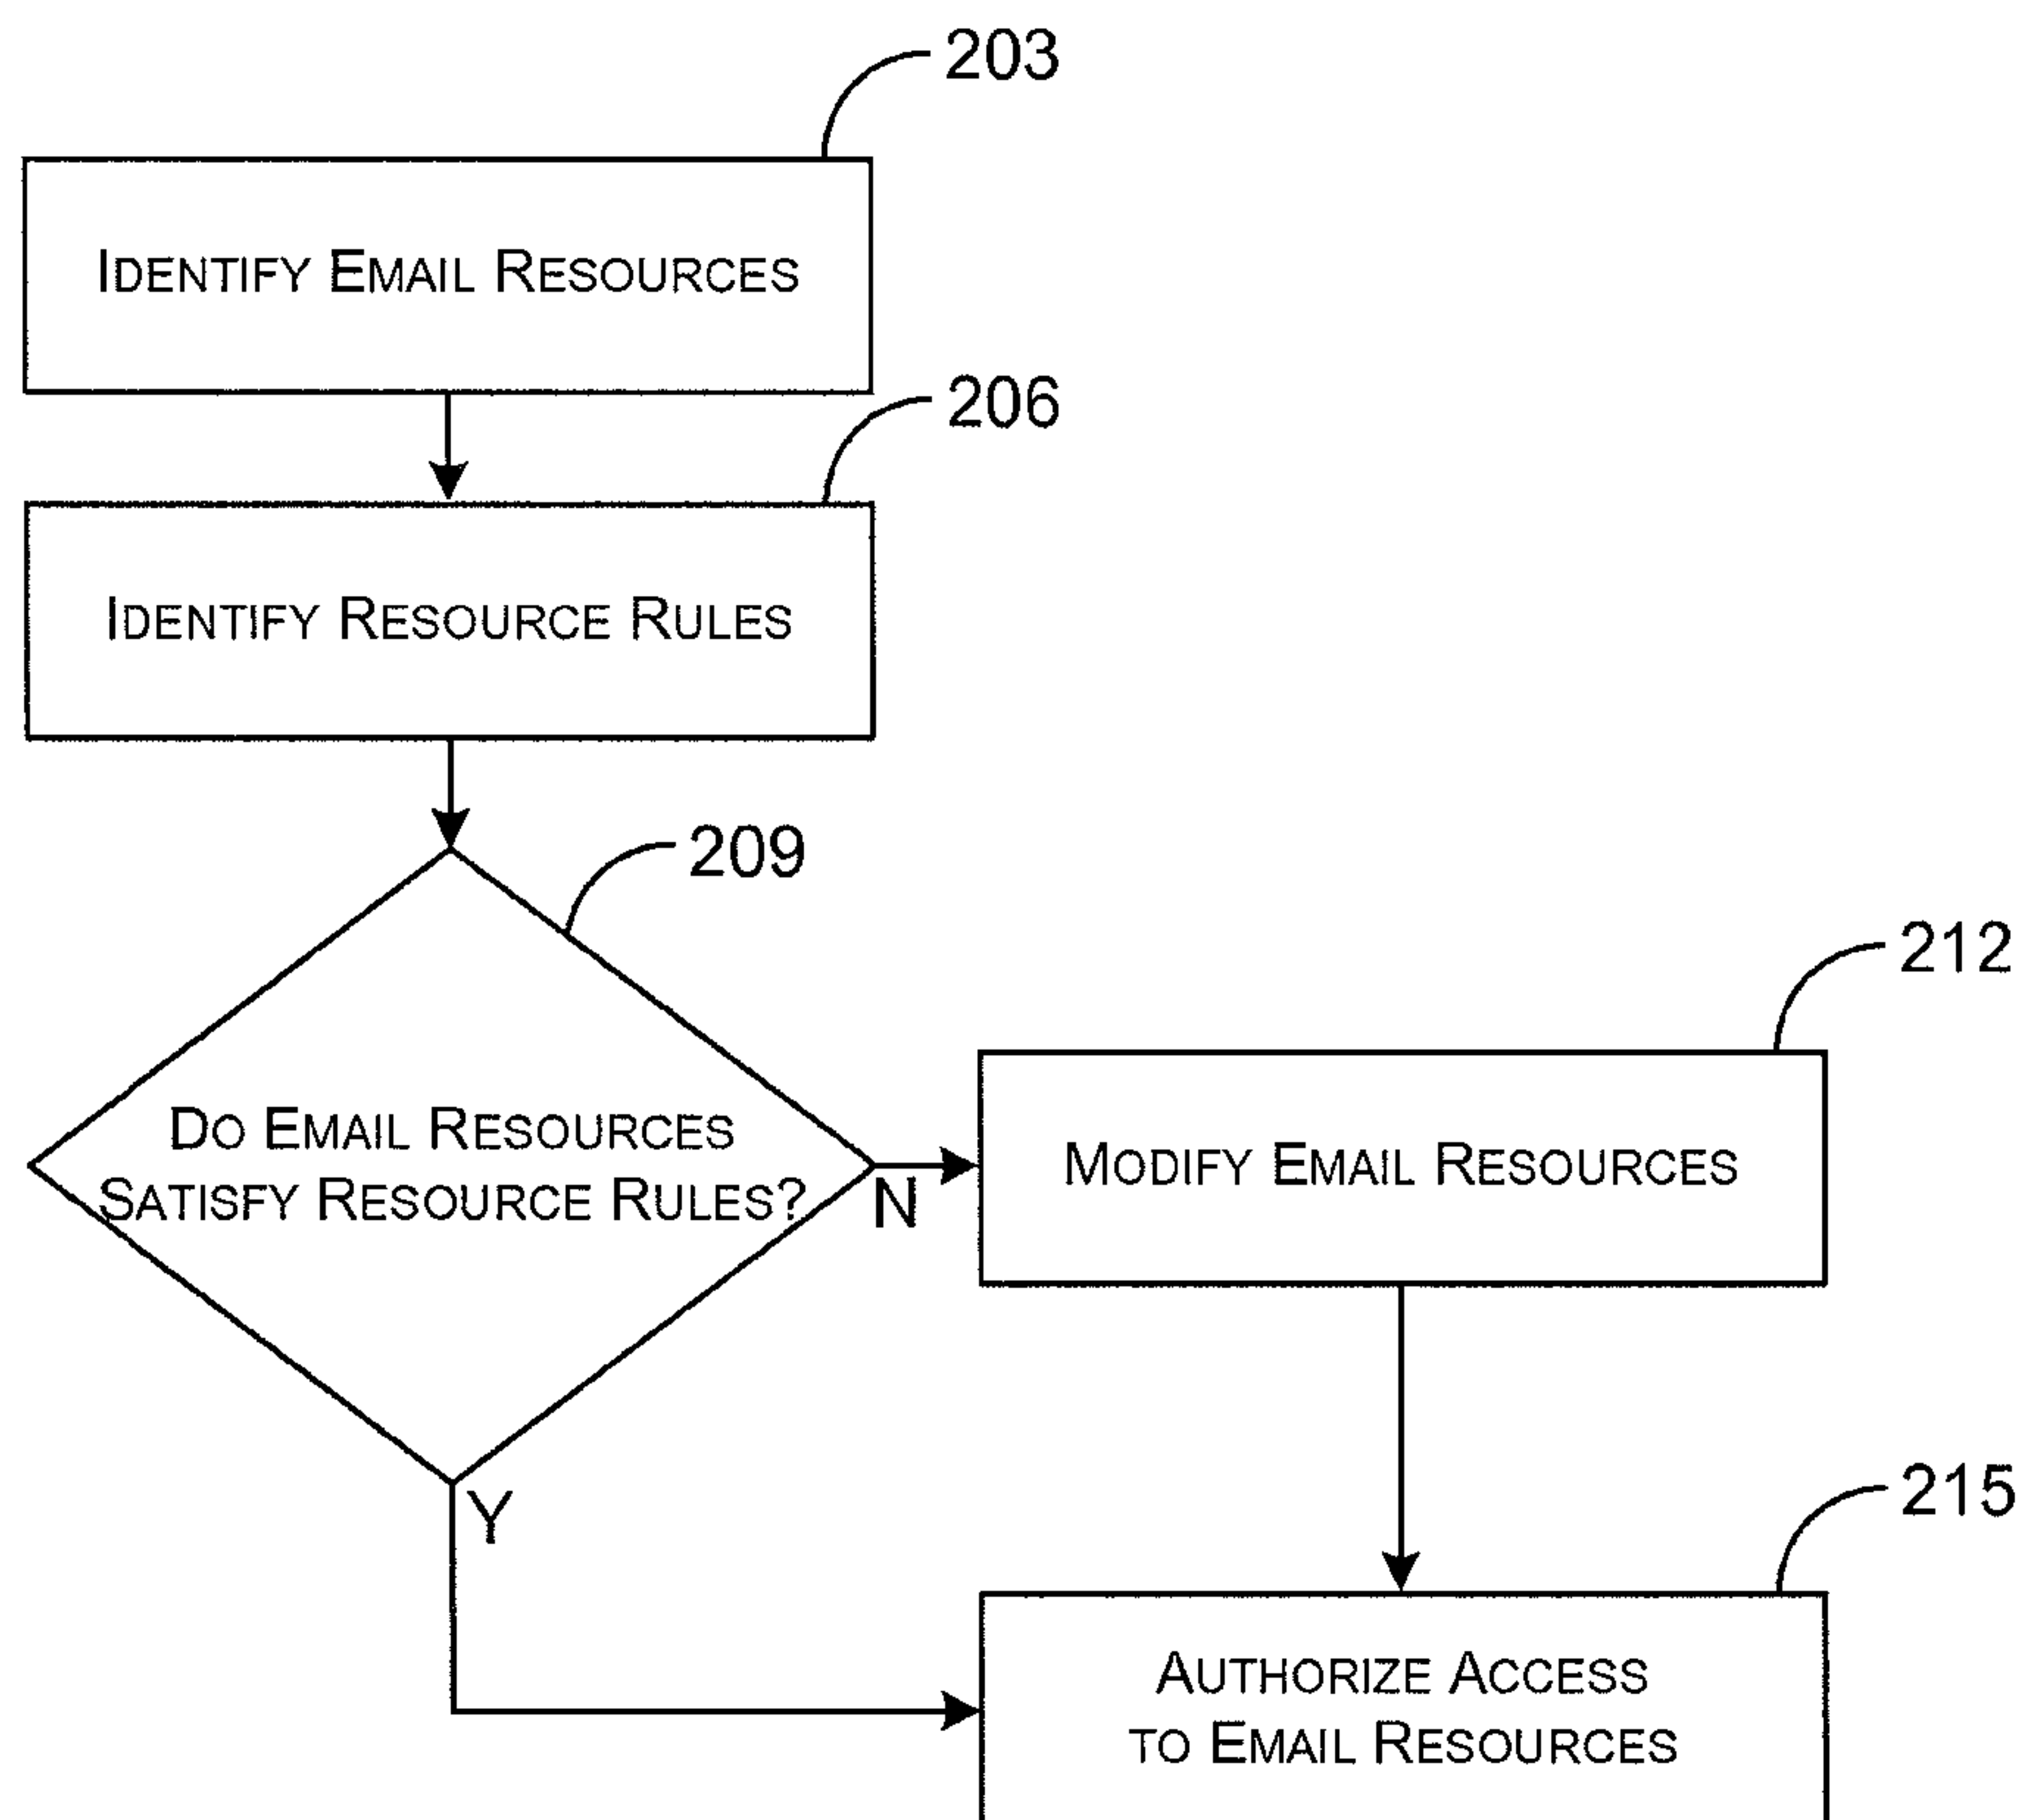 203
IDENTIFY EMAIL RESOURCES
206
IDENTIFY RESOURCE RULES
209
DO EMAIL RESOURCES
SATISFY RESOURCE RULES?
N
212
MODIFY EMAIL RESOURCES
Y
215
AUTHORIZE ACCESS
TO EMAIL RESOURCES